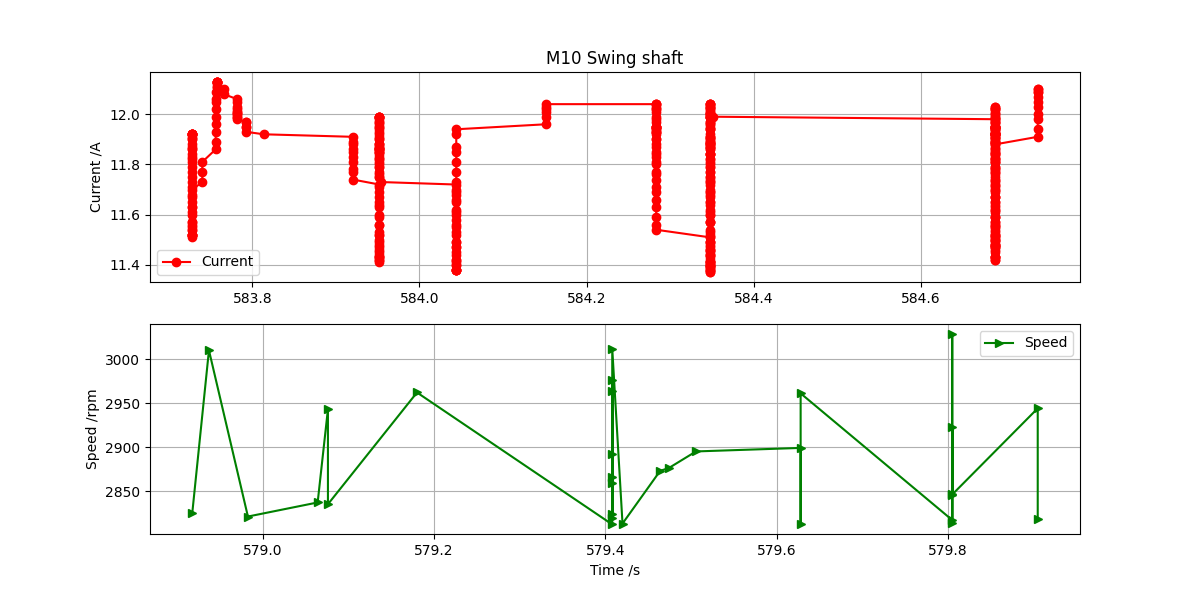 M10 Swing shaft
Current /A
12.0
11.8
11.6
11.4
Current
583.8 584.0 584.2 584.4 584.6
Speed /rpm
3000
2950
2900
2850
Speed
579.0 579.2 579.4 579.6 579.8
Time /s